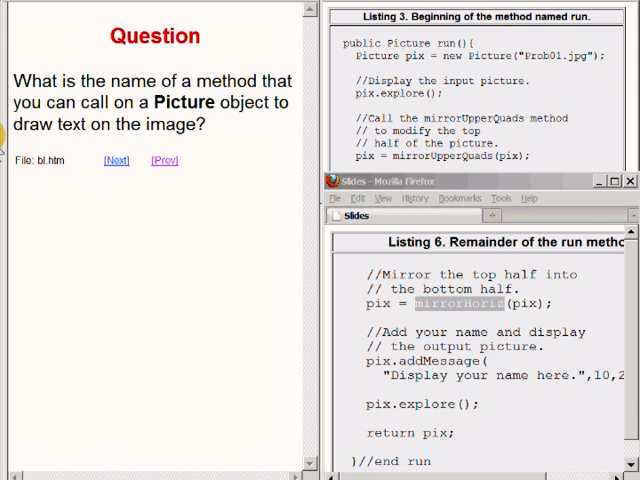 Question
What is the name of a method that
you can call on a Picture object to
draw text on the image?
File: bl.htm [Next] [Prev]
Listing 3. Beginning of the method named run.
public Picture run(){
Picture pix = new Picture("Prob01.jpg");
//Display the input picture.
pix.explore();
//Call the mirrorUpperQuads method
// to modify the top
// half of the picture.
pix = mirrorUpperQuads(pix);
Slides - Mozilla Firefox
File Edit View History Bookmarks Tools Help
Slides
Listing 6. Remainder of the run metho
//Mirror the top half into
// the bottom half.
pix = mirrorHoriz(pix);
//Add your name and display
// the output picture.
pix.addMessage(
"Display your name here.",10,2
pix.explore();
return pix;
}//end run